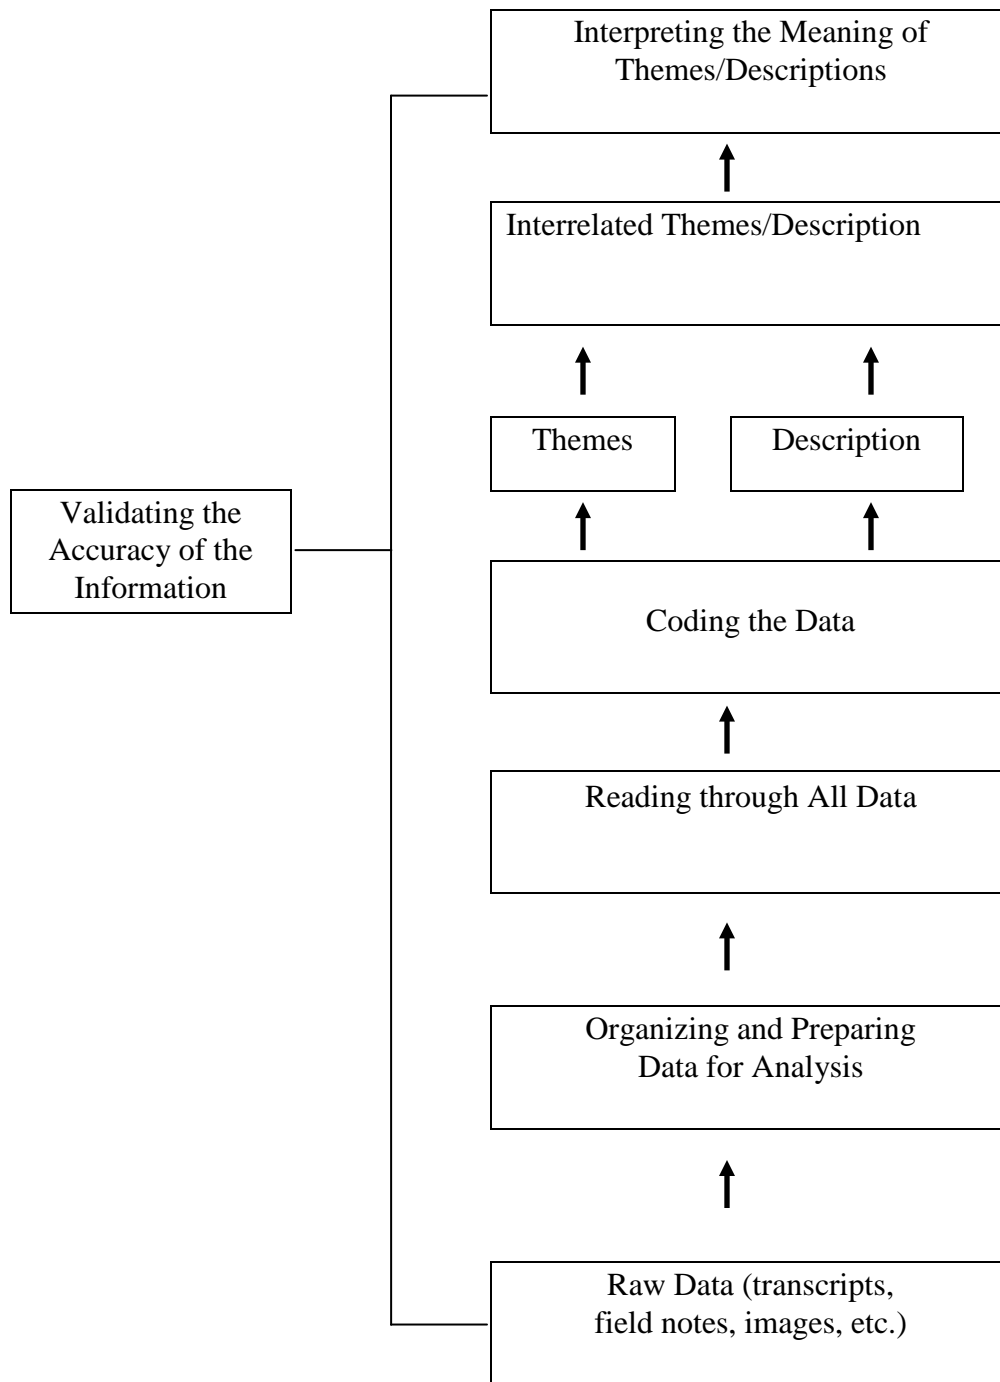 Interpreting the Meaning of
Themes/Descriptions
Interrelated Themes/Description
Themes
Description
Validating the
Accuracy of the
Information
Coding the Data
Reading through All Data
Organizing and Preparing
Data for Analysis
Raw Data (transcripts,
field notes, images, etc.)